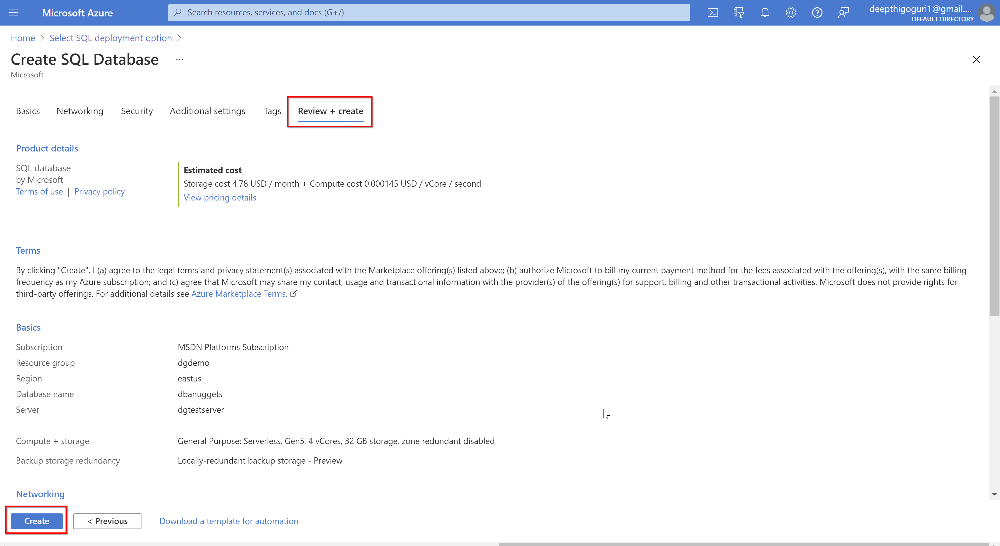 Microsoft Azure
Search resources, services, and docs (G+/)
deepthigoguri1@gmail....
DEFAULT DIRECTORY
Home > Select SQL deployment option >
Create SQL Database ...
Microsoft
Basics Networking Security Additional settings Tags Review + create
Product details
SQL database
by Microsoft
Terms of use | Privacy policy
Estimated cost
Storage cost 4.78 USD / month + Compute cost 0.000145 USD / vCore / second
View pricing details
Terms
By clicking "Create", I (a) agree to the legal terms and privacy statement(s) associated with the Marketplace offering(s) listed above; (b) authorize Microsoft to bill my current payment method for the fees associated with the offering(s), with the same billing
frequency as my Azure subscription; and (c) agree that Microsoft may share my contact, usage and transactional information with the provider(s) of the offering(s) for support, billing and other transactional activities. Microsoft does not provide rights for
third-party offerings. For additional details see Azure Marketplace Terms.
Basics
Subscription MSDN Platforms Subscription
Resource group dgdemo
Region eastus
Database name dbanuggets
Server dgtestserver
Compute + storage General Purpose: Serverless, Gen5, 4 vCores, 32 GB storage, zone redundant disabled
Backup storage redundancy Locally-redundant backup storage - Preview
Networking
Create < Previous Download a template for automation